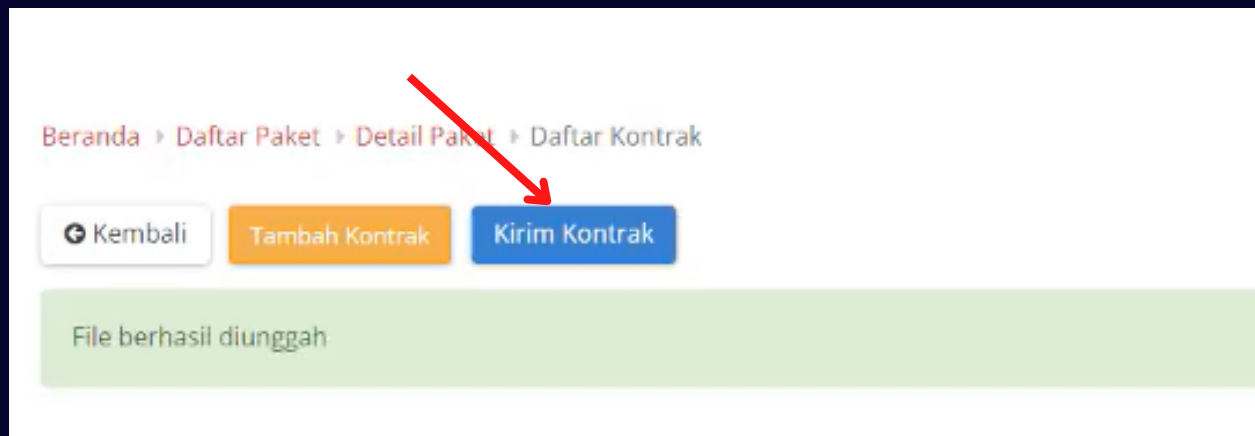 Beranda Daftar Paket Detail Paket Daftar Kontrak
Kembali Tambah Kontrak Kirim Kontrak
File berhasil diunggah